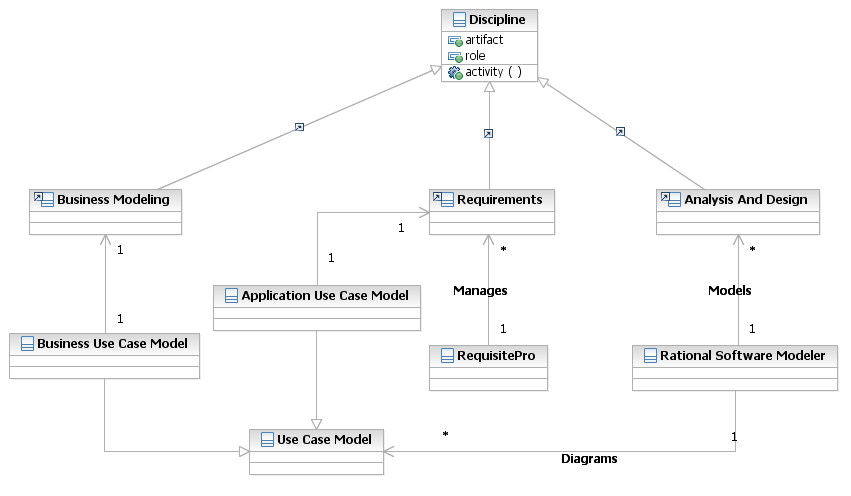 Discipline
artifact
role
activity ( )
Business Modeling
Requirements
Analysis And Design
1
1
*
*
1
Application Use Case Model
Manages
Models
1
1
1
Business Use Case Model
RequisitePro
Rational Software Modeler
Use Case Model
*
1
Diagrams